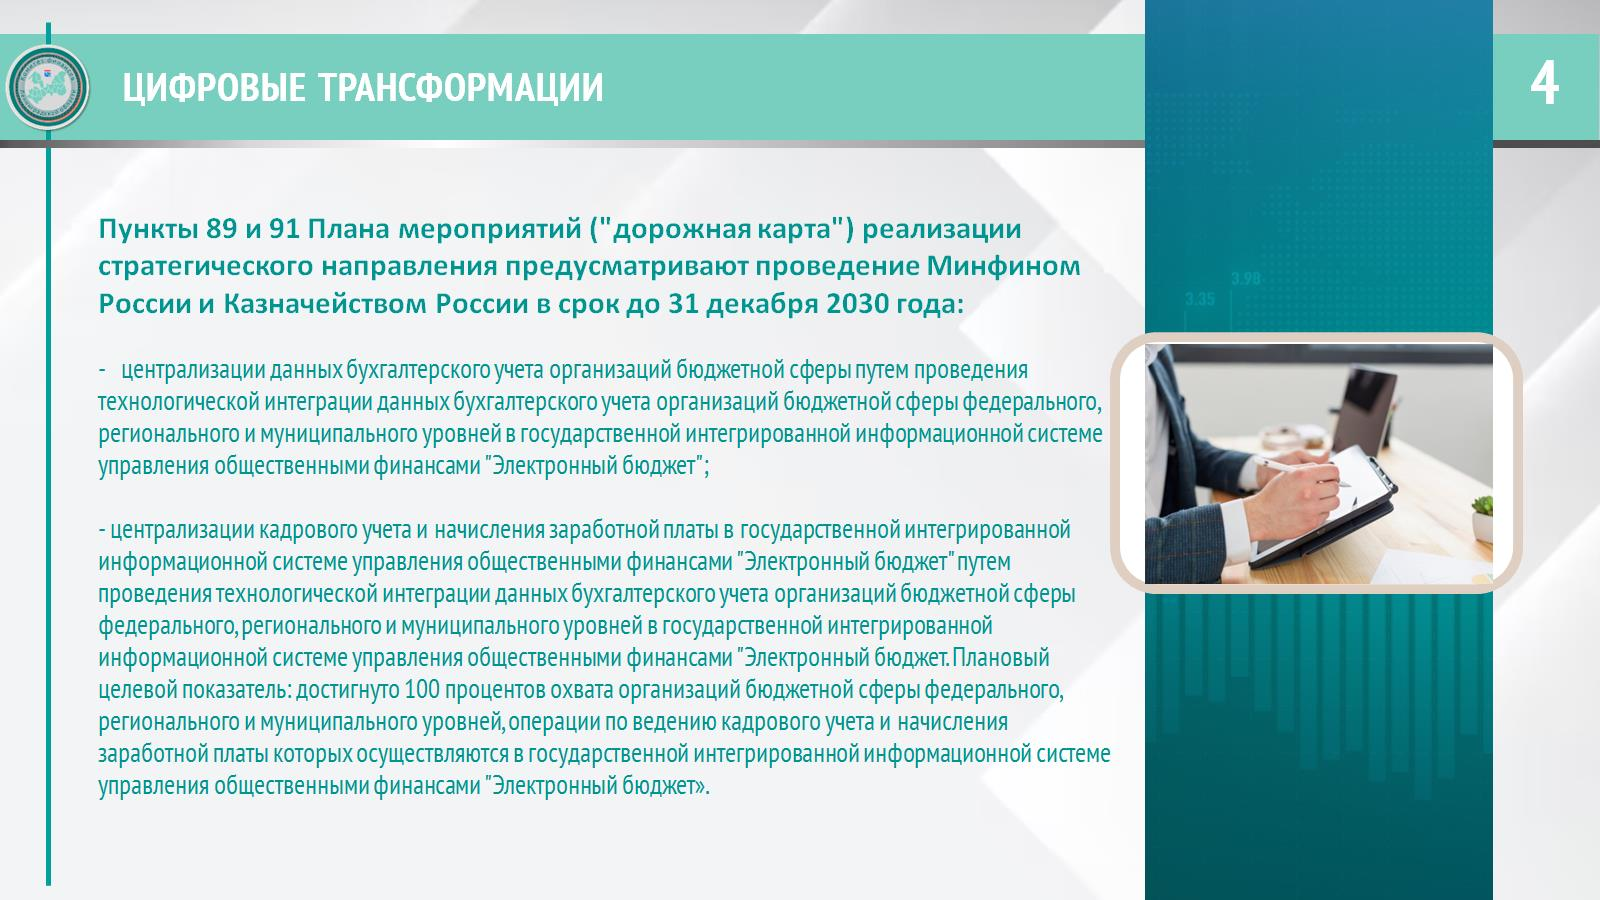 ЦИФРОВЫЕ ТРАНСФОРМАЦИИ
4
Пункты 89 и 91 Плана мероприятий ("дорожная карта") реализации
стратегического направления предусматривают проведение Минфином
России и Казначейством России в срок до 31 декабря 2030 года:
- централизации данных бухгалтерского учета организаций бюджетной сферы путем проведения
технологической интеграции данных бухгалтерского учета организаций бюджетной сферы федерального,
регионального и муниципального уровней в государственной интегрированной информационной системе
управления общественными финансами "Электронный бюджет";
- централизации кадрового учета и начисления заработной платы в государственной интегрированной
информационной системе управления общественными финансами "Электронный бюджет" путем
проведения технологической интеграции данных бухгалтерского учета организаций бюджетной сферы
федерального, регионального и муниципального уровней в государственной интегрированной
информационной системе управления общественными финансами "Электронный бюджет. Плановый
целевой показатель: достигнуто 100 процентов охвата организаций бюджетной сферы федерального,
регионального и муниципального уровней, операции по ведению кадрового учета и начисления
заработной платы которых осуществляются в государственной интегрированной информационной системе
управления общественными финансами "Электронный бюджет».
3.98
3.35